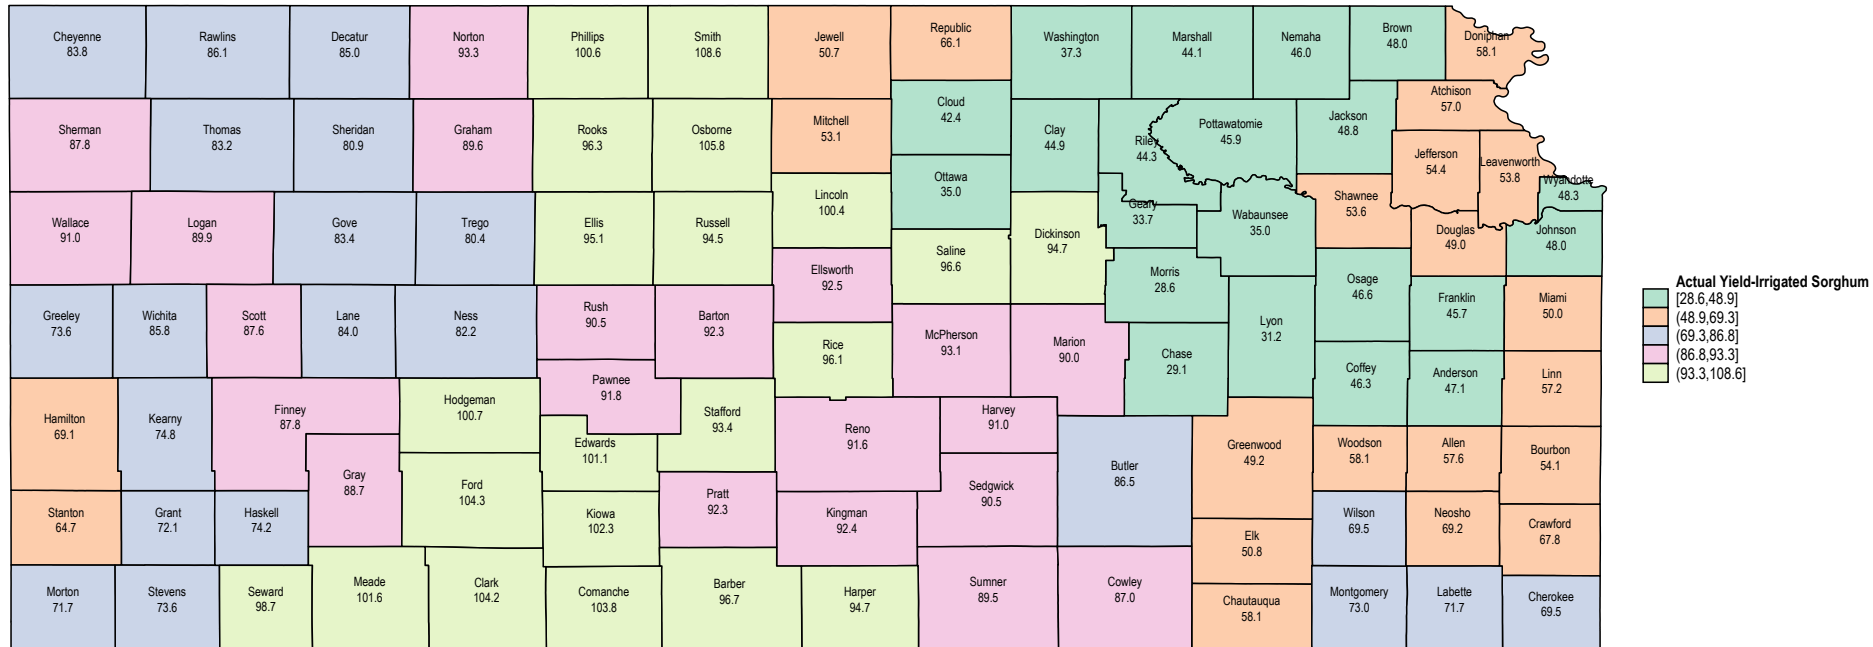 Cheyenne
83.8
Rawlins
86.1
Decatur
85.0
Norton
93.3
Phillips
100.6
Smith
108.6
Jewell
50.7
Republic
66.1
Washington
37.3
Marshall
44.1
Nemaha
46.0
Brown
48.0
Doniphan
58.1
Sherman
87.8
Thomas
83.2
Sheridan
80.9
Graham
89.6
Rooks
96.3
Osborne
105.8
Mitchell
53.1
Cloud
42.4
Clay
44.9
Riley
44.3
Pottawatomie
45.9
Jackson
48.8
Atchison
57.0
Jefferson
54.4
Leavenworth
53.8
Wyandotte
48.3
Wallace
91.0
Logan
89.9
Gove
83.4
Trego
80.4
Ellis
95.1
Russell
94.5
Lincoln
100.4
Ottawa
35.0
Saline
96.6
Dickinson
94.7
Geary
33.7
Wabaunsee
35.0
Shawnee
53.6
Douglas
49.0
Johnson
48.0
Greeley
73.6
Wichita
85.8
Scott
87.6
Lane
84.0
Ness
82.2
Rush
90.5
Barton
92.3
Ellsworth
92.5
Rice
96.1
McPherson
93.1
Marion
90.0
Morris
28.6
Chase
29.1
Lyon
31.2
Osage
46.6
Franklin
45.7
Miami
50.0
Hamilton
69.1
Kearny
74.8
Finney
87.8
Gray
88.7
Hodgeman
100.7
Pawnee
91.8
Edwards
101.1
Stafford
93.4
Reno
91.6
Harvey
91.0
Sedgwick
90.5
Butler
86.5
Greenwood
49.2
Coffey
46.3
Anderson
47.1
Linn
57.2
Woodson
58.1
Allen
57.6
Bourbon
54.1
Stanton
64.7
Grant
72.1
Haskell
74.2
Ford
104.3
Kiowa
102.3
Pratt
92.3
Kingman
92.4
Elk
50.8
Wilson
69.5
Neosho
69.2
Crawford
67.8
Morton
71.7
Stevens
73.6
Seward
98.7
Meade
101.6
Clark
104.2
Comanche
103.8
Barber
96.7
Harper
94.7
Sumner
89.5
Cowley
87.0
Chautauqua
58.1
Montgomery
73.0
Labette
71.7
Cherokee
69.5
Actual Yield-Irrigated Sorghum
[28.6,48.9]
(48.9,69.3]
(69.3,86.8]
(86.8,93.3]
(93.3,108.6]